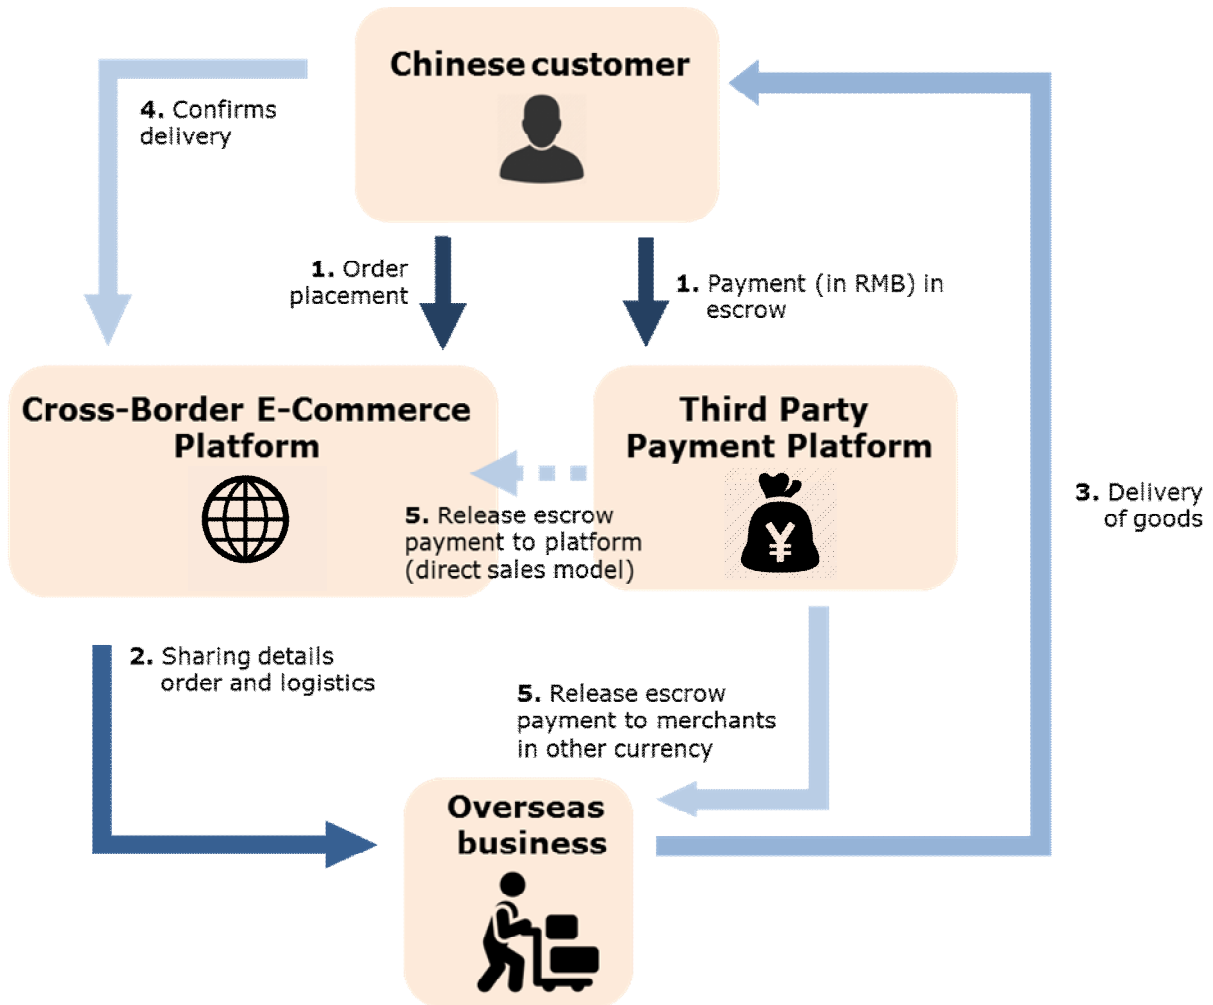 Chinese customer
4. Confirms
delivery
1. Order
placement
1. Payment (in RMB) in
escrow
Cross-Border E-Commerce
Platform
Third Party
Payment Platform
¥
5. Release escrow
payment to platform
(direct sales model)
3. Delivery
of goods
2. Sharing details
order and logistics
5. Release escrow
payment to merchants
in other currency
Overseas
business